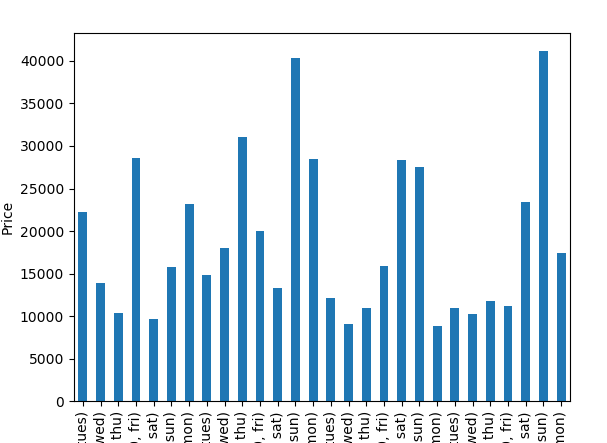 40000
35000
30000
25000
20000
15000
10000
5000
0
Price
ues)
wed)
thu)
, fri)
sat)
sun)
mon)
ues)
wed)
thu)
, fri)
sat)
sun)
mon)
ues)
wed)
thu)
, fri)
sat)
sun)
mon)
ues)
wed)
thu)
, fri)
sat)
sun)
mon)